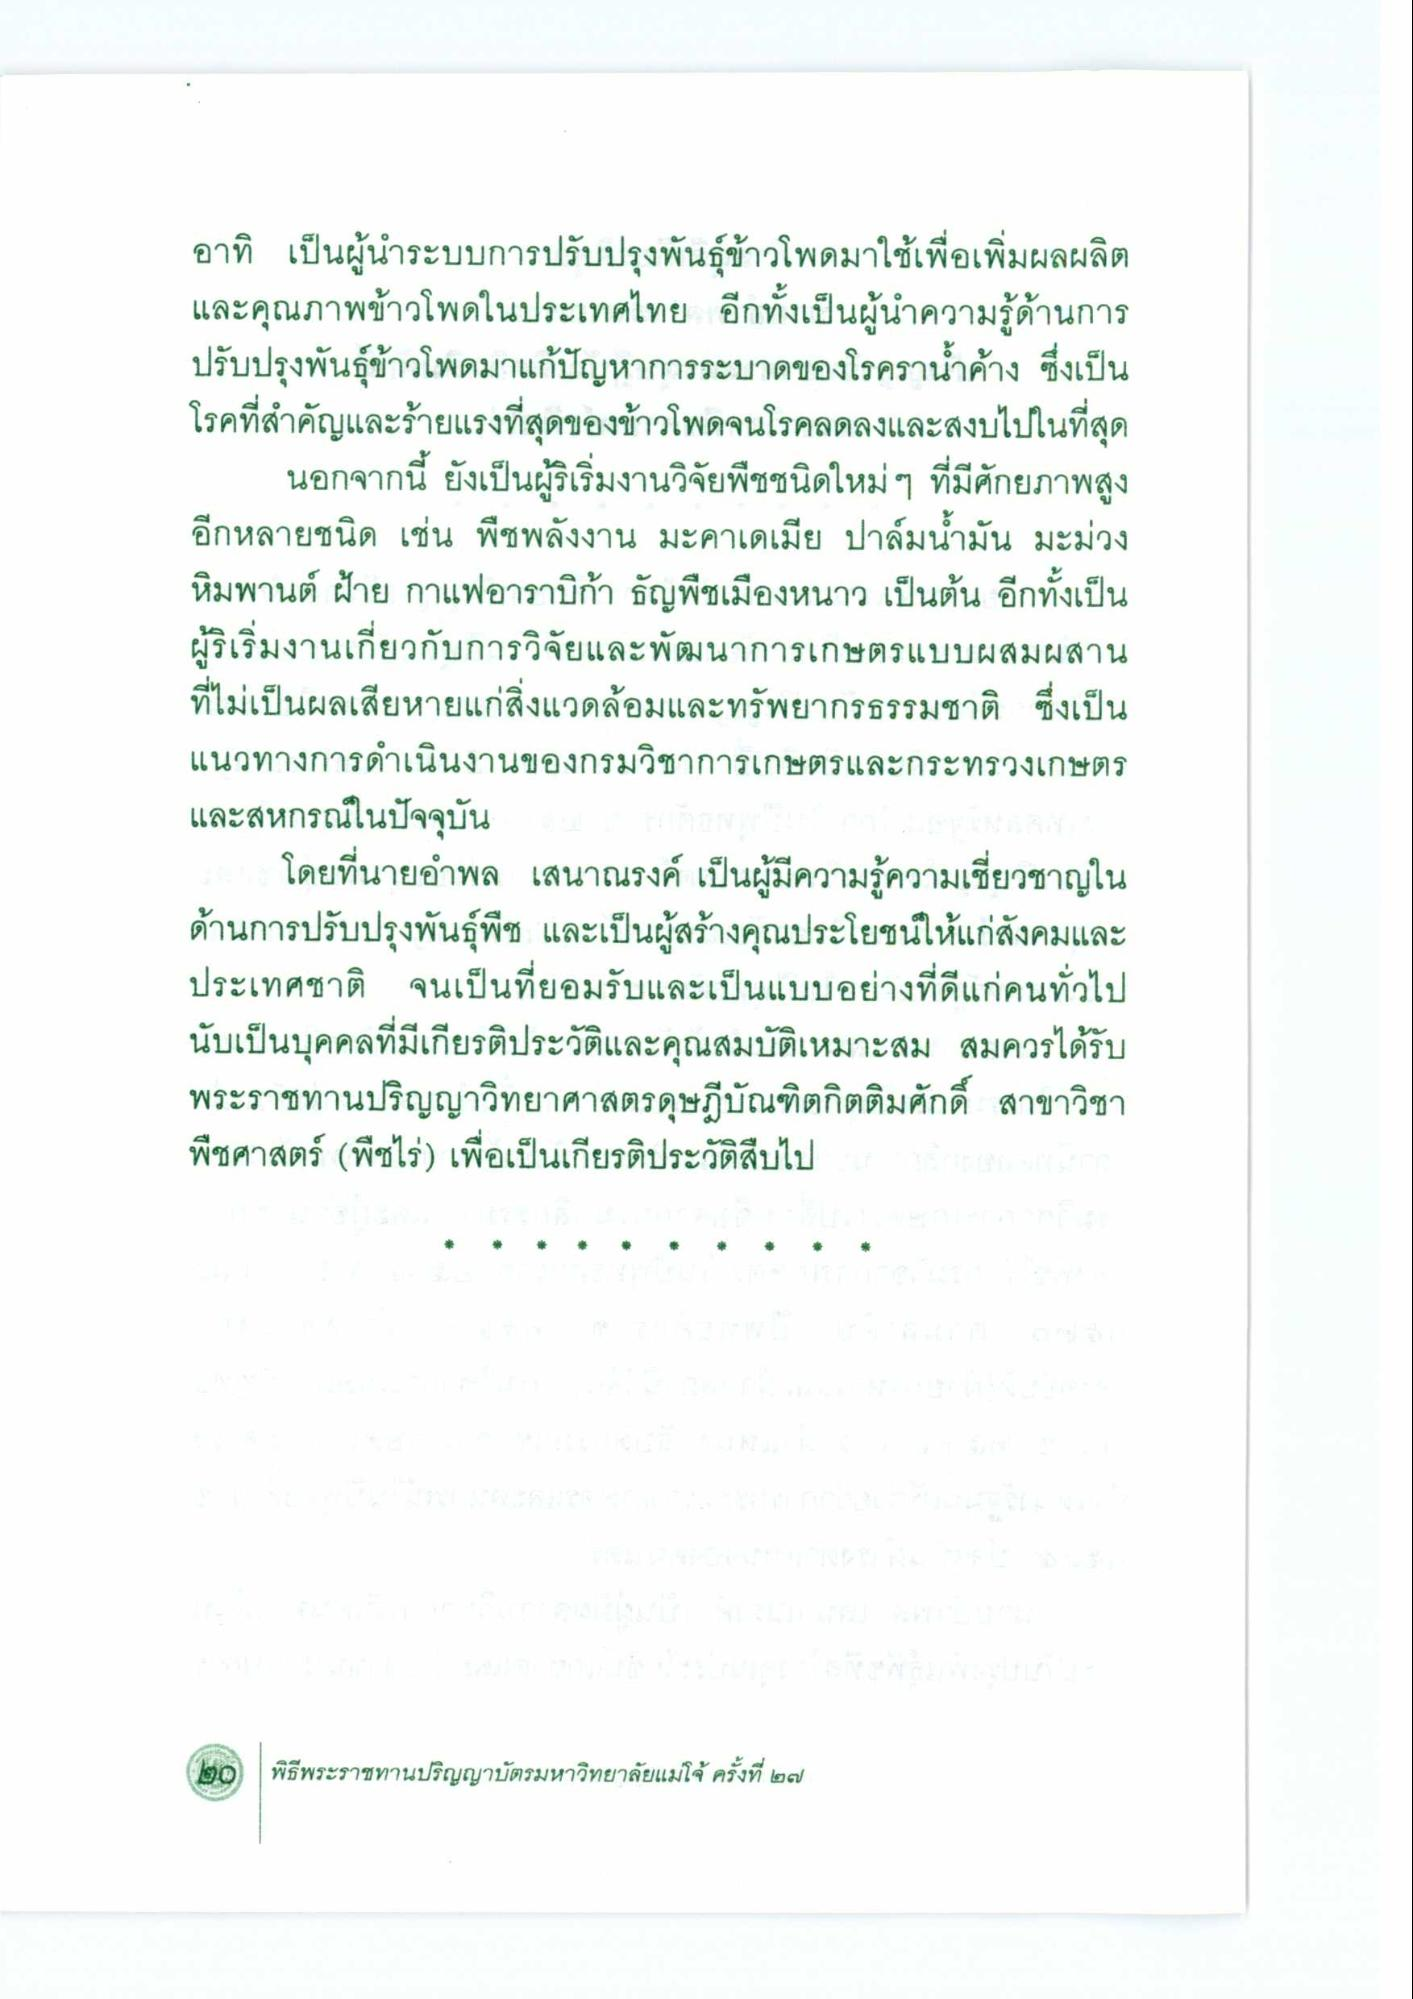 อาทิ เป็นผู้นำระบบการปรับปรุงพันธุ์ข้าวโพดมาใช้เพื่อเพิ่มผลผลิต
และคุณภาพข้าวโพดในประเทศไทย อีกทั้งเป็นผู้นำความรู้ด้านการ
ปรับปรุงพันธุ์ข้าวโพดมาแก้ปัญหาการระบาดของโรคราน้ำค้าง ซึ่งเป็น
โรคที่สำคัญและร้ายแรงที่สุดของข้าวโพดจนโรคลดลงและสงบไปในที่สุด
นอกจากนี้ ยังเป็นผู้ริเริ่มงานวิจัยพืชชนิดใหม่ๆ ที่มีศักยภาพสูง
อีกหลายชนิด เช่น พืชพลังงาน มะคาเดเมีย ปาล์มน้ำมัน มะม่วง
หิมพานต์ ฝ้าย กาแฟอาราบิก้า ธัญพืชเมืองหนาว เป็นต้น อีกทั้งเป็น
ผู้ริเริ่มงานเกี่ยวกับการวิจัยและพัฒนาการเกษตรแบบผสมผสาน
ที่ไม่เป็นผลเสียหายแก่สิ่งแวดล้อมและทรัพยากรธรรมชาติ ซึ่งเป็น
แนวทางการดำเนินงานของกรมวิชาการเกษตรและกระทรวงเกษตร
และสหกรณ์ในปัจจุบัน
โดยที่นายอำพล เสนาณรงค์ เป็นผู้มีความรู้ความเชี่ยวชาญใน
ด้านการปรับปรุงพันธุ์พืช และเป็นผู้สร้างคุณประโยชน์ให้แก่สังคมและ
ประเทศชาติ จนเป็นที่ยอมรับและเป็นแบบอย่างที่ดีแก่คนทั่วไป
นับเป็นบุคคลที่มีเกียรติประวัติและคุณสมบัติเหมาะสม สมควรได้รับ
พระราชทานปริญญาวิทยาศาสตรดุษฎีบัณฑิตกิตติมศักดิ์ สาขาวิชา
พืชศาสตร์ (พืชไร่) เพื่อเป็นเกียรติประวัติสืบไป
* * * * * * * * * *
๒๐ พิธีพระราชทานปริญญาบัตรมหาวิทยาลัยแม่โจ้ ครั้งที่ ๒๗